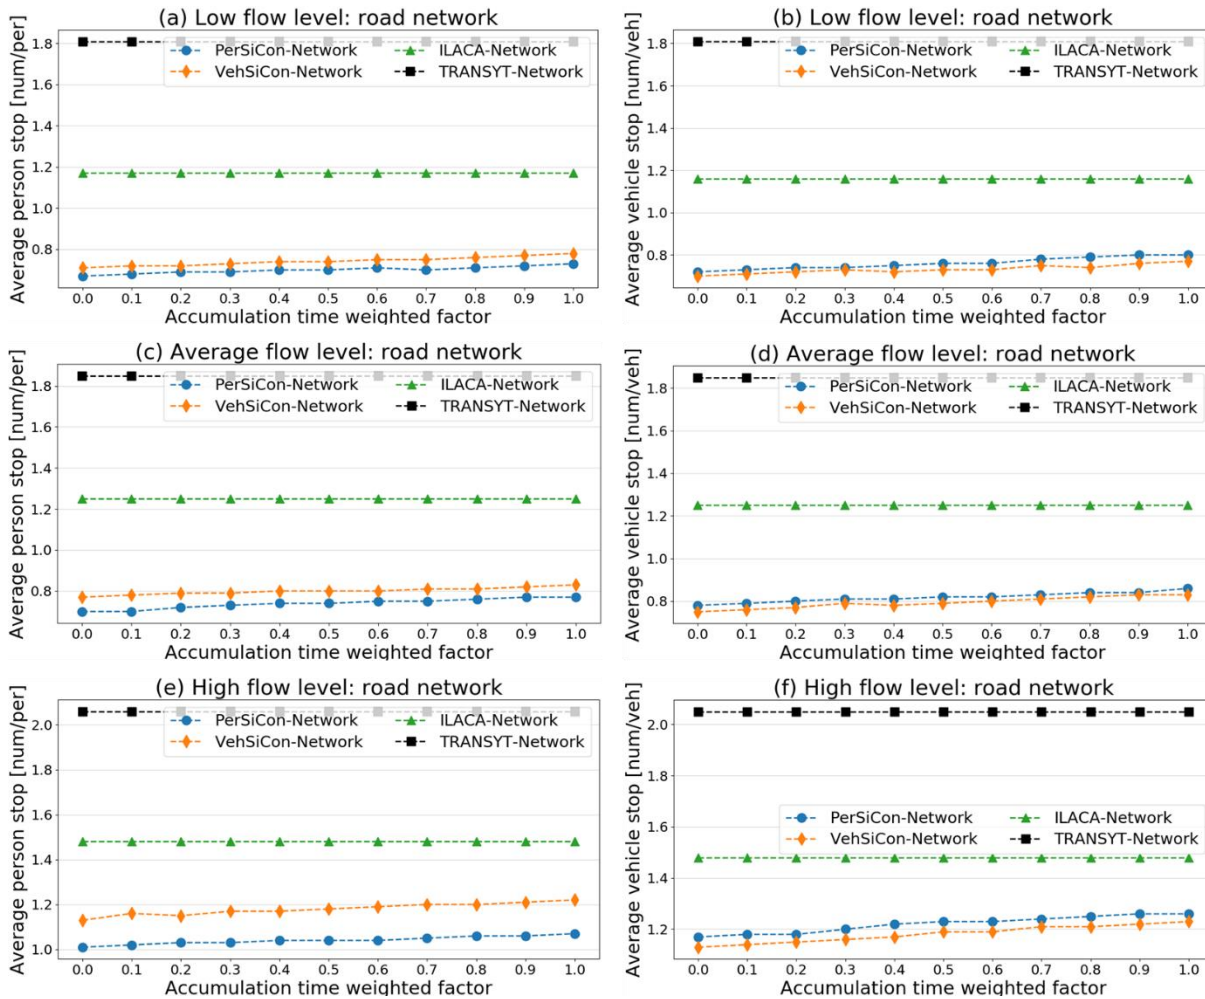 (a) Low flow level: road network
Average person stop [num/per]
1.8
1.6
1.4
1.2
1.0
0.8
PerSiCon-Network
VehSiCon-Network
ILACA-Network
TRANSYT-Network
0.0 0.1 0.2 0.3 0.4 0.5 0.6 0.7 0.8 0.9 1.0
Accumulation time weighted factor
(b) Low flow level: road network
Average vehicle stop [num/veh]
1.8
1.6
1.4
1.2
1.0
0.8
PerSiCon-Network
VehSiCon-Network
ILACA-Network
TRANSYT-Network
0.0 0.1 0.2 0.3 0.4 0.5 0.6 0.7 0.8 0.9 1.0
Accumulation time weighted factor
(c) Average flow level: road network
Average person stop [num/per]
1.8
1.6
1.4
1.2
1.0
0.8
PerSiCon-Network
VehSiCon-Network
ILACA-Network
TRANSYT-Network
0.0 0.1 0.2 0.3 0.4 0.5 0.6 0.7 0.8 0.9 1.0
Accumulation time weighted factor
(d) Average flow level: road network
Average vehicle stop [num/veh]
1.8
1.6
1.4
1.2
1.0
0.8
PerSiCon-Network
VehSiCon-Network
ILACA-Network
TRANSYT-Network
0.0 0.1 0.2 0.3 0.4 0.5 0.6 0.7 0.8 0.9 1.0
Accumulation time weighted factor
(e) High flow level: road network
Average person stop [num/per]
2.0
1.8
1.6
1.4
1.2
1.0
PerSiCon-Network
VehSiCon-Network
ILACA-Network
TRANSYT-Network
0.0 0.1 0.2 0.3 0.4 0.5 0.6 0.7 0.8 0.9 1.0
Accumulation time weighted factor
(f) High flow level: road network
Average vehicle stop [num/veh]
2.0
1.8
1.6
1.4
1.2
PerSiCon-Network
VehSiCon-Network
ILACA-Network
TRANSYT-Network
0.0 0.1 0.2 0.3 0.4 0.5 0.6 0.7 0.8 0.9 1.0
Accumulation time weighted factor